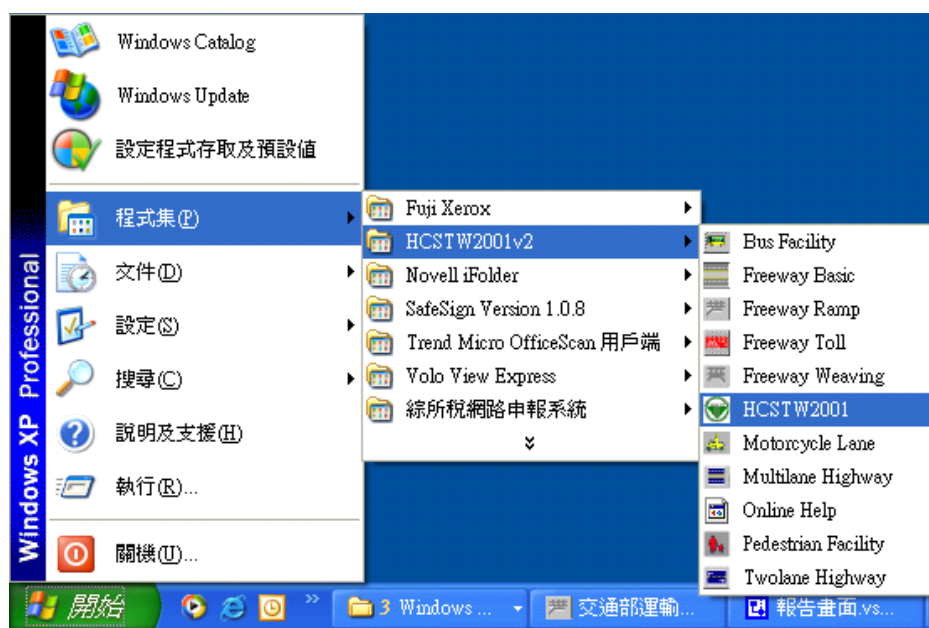 Windows Catalog
Windows Update
設定程式存取及預設值
程式集(P)
文件(D)
設定(S)
搜尋(C)
說明及支援(H)
執行(R)...
關機(U)...
Windows XP Professional
Fuji Xerox
HCSTW2001v2
Novell iFolder
SafeSign Version 1.0.8
Trend Micro OfficeScan 用戶端
Volo View Express
綜所稅網路申報系統
Bus Facility
Freeway Basic
Freeway Ramp
Freeway Toll
Freeway Weaving
HCSTW2001
Motorcycle Lane
Multilane Highway
Online Help
Pedestrian Facility
Twolane Highway
開始
3 Windows ...
交通部運輸...
報告畫面.vs...